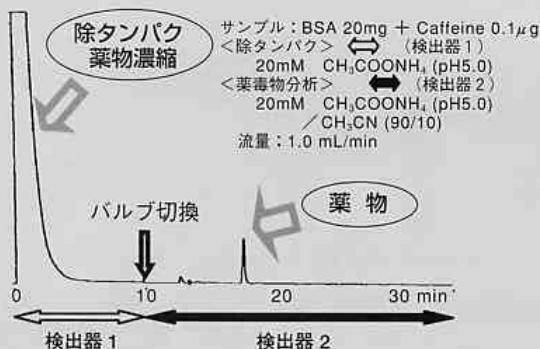 除タンパク
薬物濃縮
サンプル：BSA 20mg ＋ Caffeine 0.1μg
＜除タンパク＞ ⇔ （検出器1）
20mM CH₃COONH₄ (pH5.0)
＜薬毒物分析＞ ⬌ （検出器2）
20mM CH₃COONH₄ (pH5.0)
／CH₃CN (90/10)
流量：1.0 mL/min
薬 物
バルブ切換
0 10 20 30 min
検出器1 検出器2